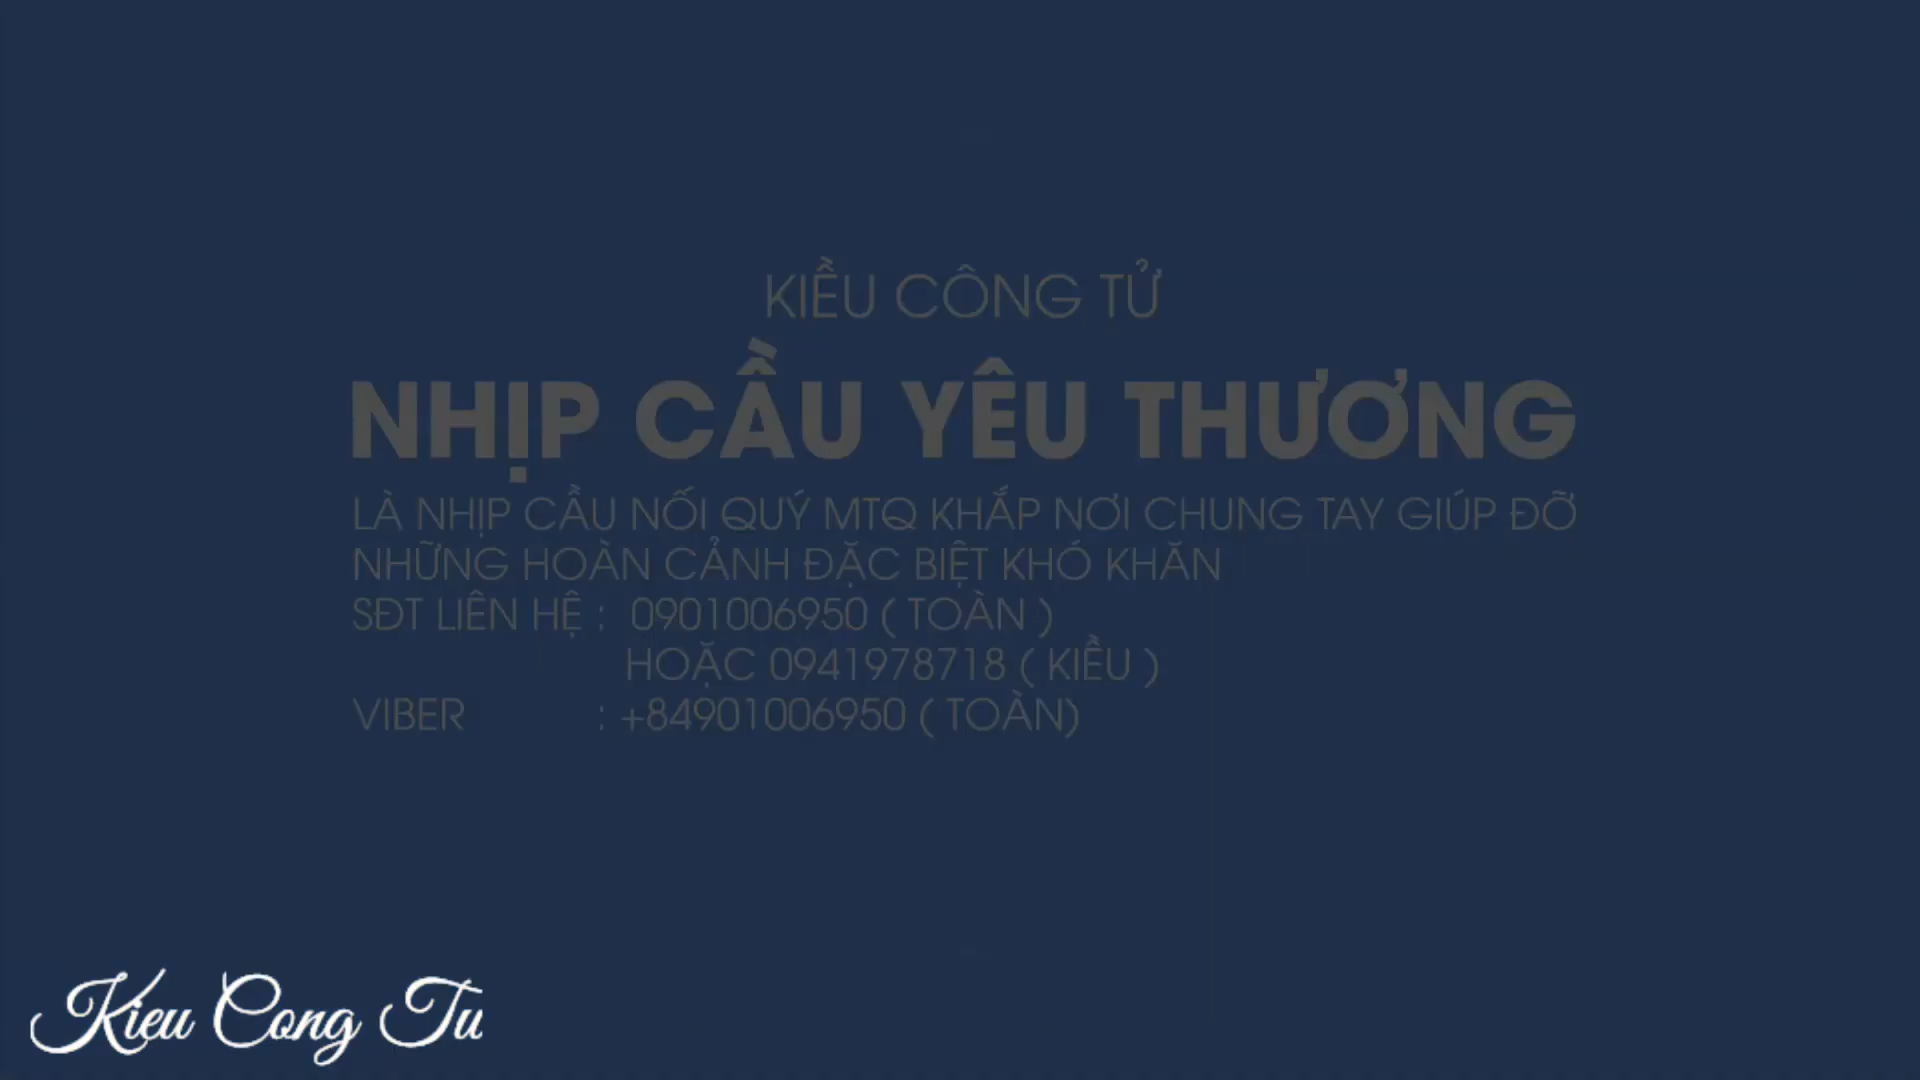 KIỀU CÔNG TỬ
NHỊP CẦU YÊU THƯƠNG
LÀ NHỊP CẦU NỐI QUÝ MTQ KHẮP NƠI CHUNG TAY GIÚP ĐỠ
NHỮNG HOÀN CẢNH ĐẶC BIỆT KHÓ KHĂN
SĐT LIÊN HỆ : 0901006950 ( TOÀN )
HOẶC 0941978718 ( KIỀU )
VIBER : +84901006950 ( TOÀN)
Kieu Cong Tu